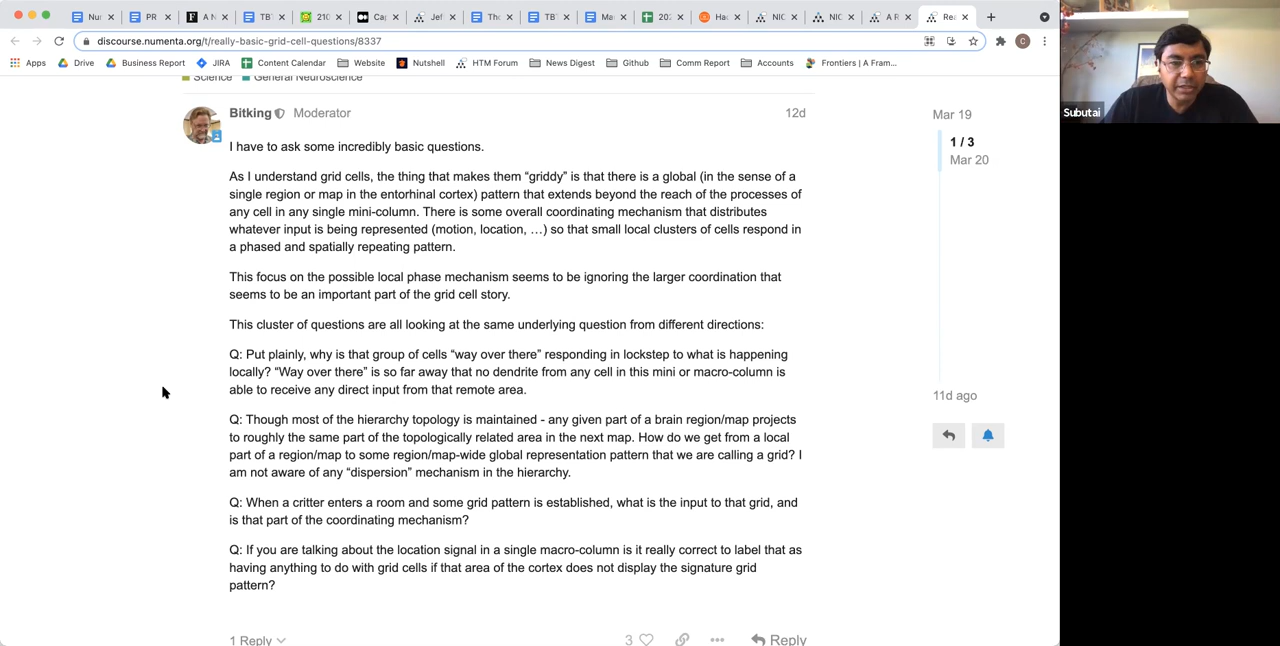 Nur
PR
A N
TB
210
Cap
Jef
Tho
TB
Ma
202
Hac
NIC
NIC
A R
Rea
discourse.numenta.org/t/really-basic-grid-cell-questions/8337
C
Apps
Drive
Business Report
JIRA
Content Calendar
Website
Nutshell
HTM Forum
News Digest
Github
Comm Report
Accounts
Frontiers | A Fram...
Science
General Neuroscience
Bitking
Moderator
12d
I have to ask some incredibly basic questions.
As I understand grid cells, the thing that makes them “griddy” is that there is a global (in the sense of a
single region or map in the entorhinal cortex) pattern that extends beyond the reach of the processes of
any cell in any single mini-column. There is some overall coordinating mechanism that distributes
whatever input is being represented (motion, location, …) so that small local clusters of cells respond in
a phased and spatially repeating pattern.
This focus on the possible local phase mechanism seems to be ignoring the larger coordination that
seems to be an important part of the grid cell story.
This cluster of questions are all looking at the same underlying question from different directions:
Q: Put plainly, why is that group of cells “way over there” responding in lockstep to what is happening
locally? “Way over there” is so far away that no dendrite from any cell in this mini or macro-column is
able to receive any direct input from that remote area.
Q: Though most of the hierarchy topology is maintained - any given part of a brain region/map projects
to roughly the same part of the topologically related area in the next map. How do we get from a local
part of a region/map to some region/map-wide global representation pattern that we are calling a grid? I
am not aware of any “dispersion” mechanism in the hierarchy.
Q: When a critter enters a room and some grid pattern is established, what is the input to that grid, and
is that part of the coordinating mechanism?
Q: If you are talking about the location signal in a single macro-column is it really correct to label that as
having anything to do with grid cells if that area of the cortex does not display the signature grid
pattern?
1 Reply
3
Reply
Mar 19
1 / 3
Mar 20
11d ago
Subutai